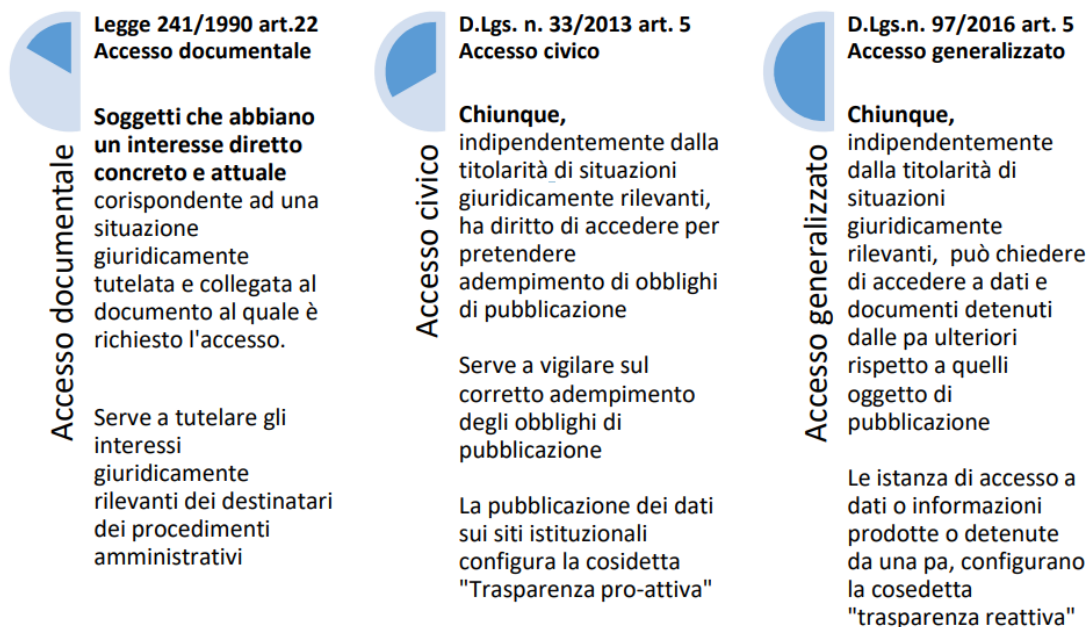 Legge 241/1990 art.22
Accesso documentale
Soggetti che abbiano
un interesse diretto
concreto e attuale
corispondente ad una
situazione
giuridicamente
tutelata e collegata al
documento al quale è
richiesto l'accesso.
Serve a tutelare gli
interessi
giuridicamente
rilevanti dei destinatari
dei procedimenti
amministrativi
Accesso documentale
D.Lgs. n. 33/2013 art. 5
Accesso civico
Chiunque,
indipendentemente dalla
titolarità di situazioni
giuridicamente rilevanti,
ha diritto di accedere per
pretendere
adempimento di obblighi
di pubblicazione
Serve a vigilare sul
corretto adempimento
degli obblighi di
pubblicazione
La pubblicazione dei dati
sui siti istituzionali
configura la cosidetta
"Trasparenza pro-attiva"
Accesso civico
D.Lgs.n. 97/2016 art. 5
Accesso generalizzato
Chiunque,
indipendentemente
dalla titolarità di
situazioni
giuridicamente
rilevanti, può chiedere
di accedere a dati e
documenti detenuti
dalle pa ulteriori
rispetto a quelli
oggetto di
pubblicazione
Le istanza di accesso a
dati o informazioni
prodotte o detenute
da una pa, configurano
la cosedetta
"trasparenza reattiva"
Accesso generalizzato